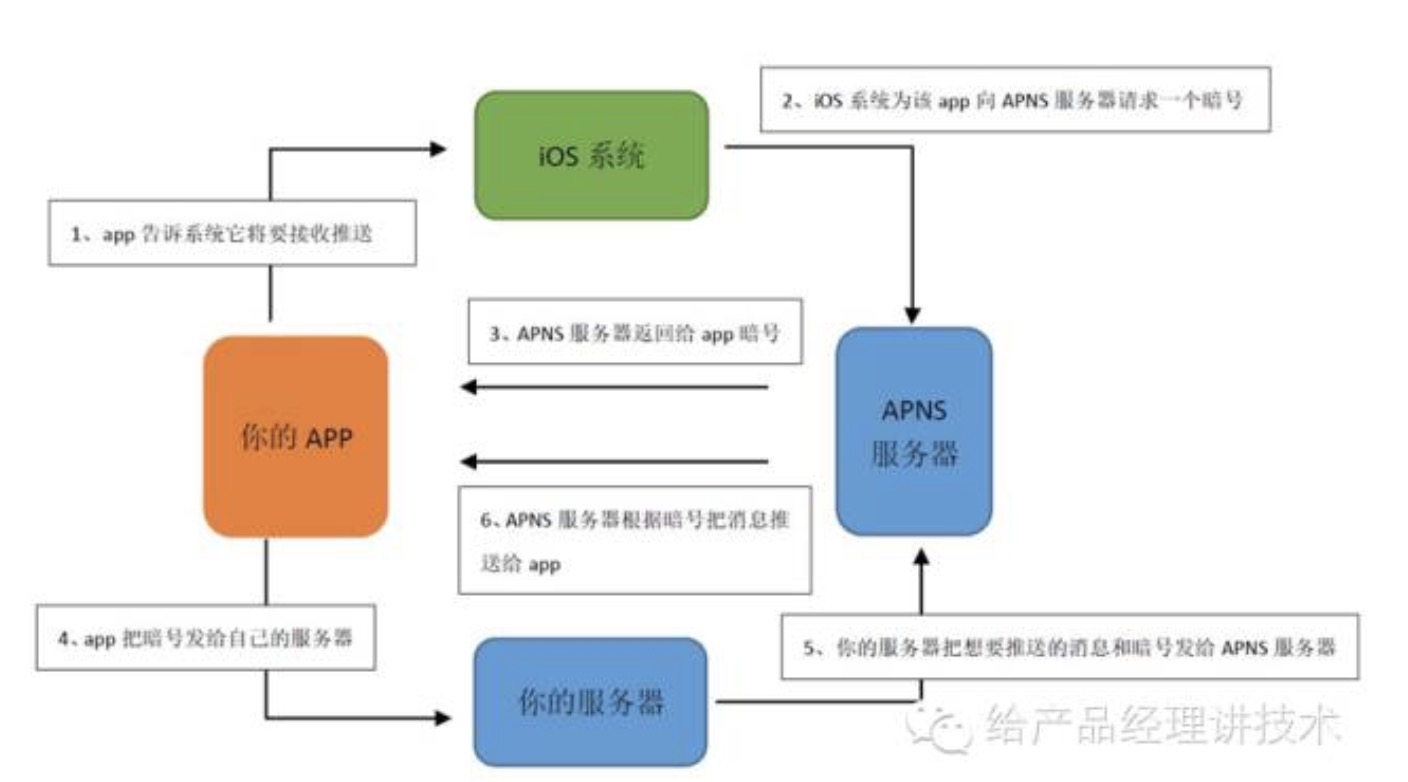 2、iOS 系统为该 app 向 APNS 服务器请求一个暗号
iOS 系统
1、app 告诉系统它将要接收推送
3、APNS 服务器返回给 app 暗号
你的 APP
APNS
服务器
6、APNS 服务器根据暗号把消息推
送给 app
4、app 把暗号发给自己的服务器
5、你的服务器把想要推送的消息和暗号发给 APNS 服务器
你的服务器
给产品经理讲技术